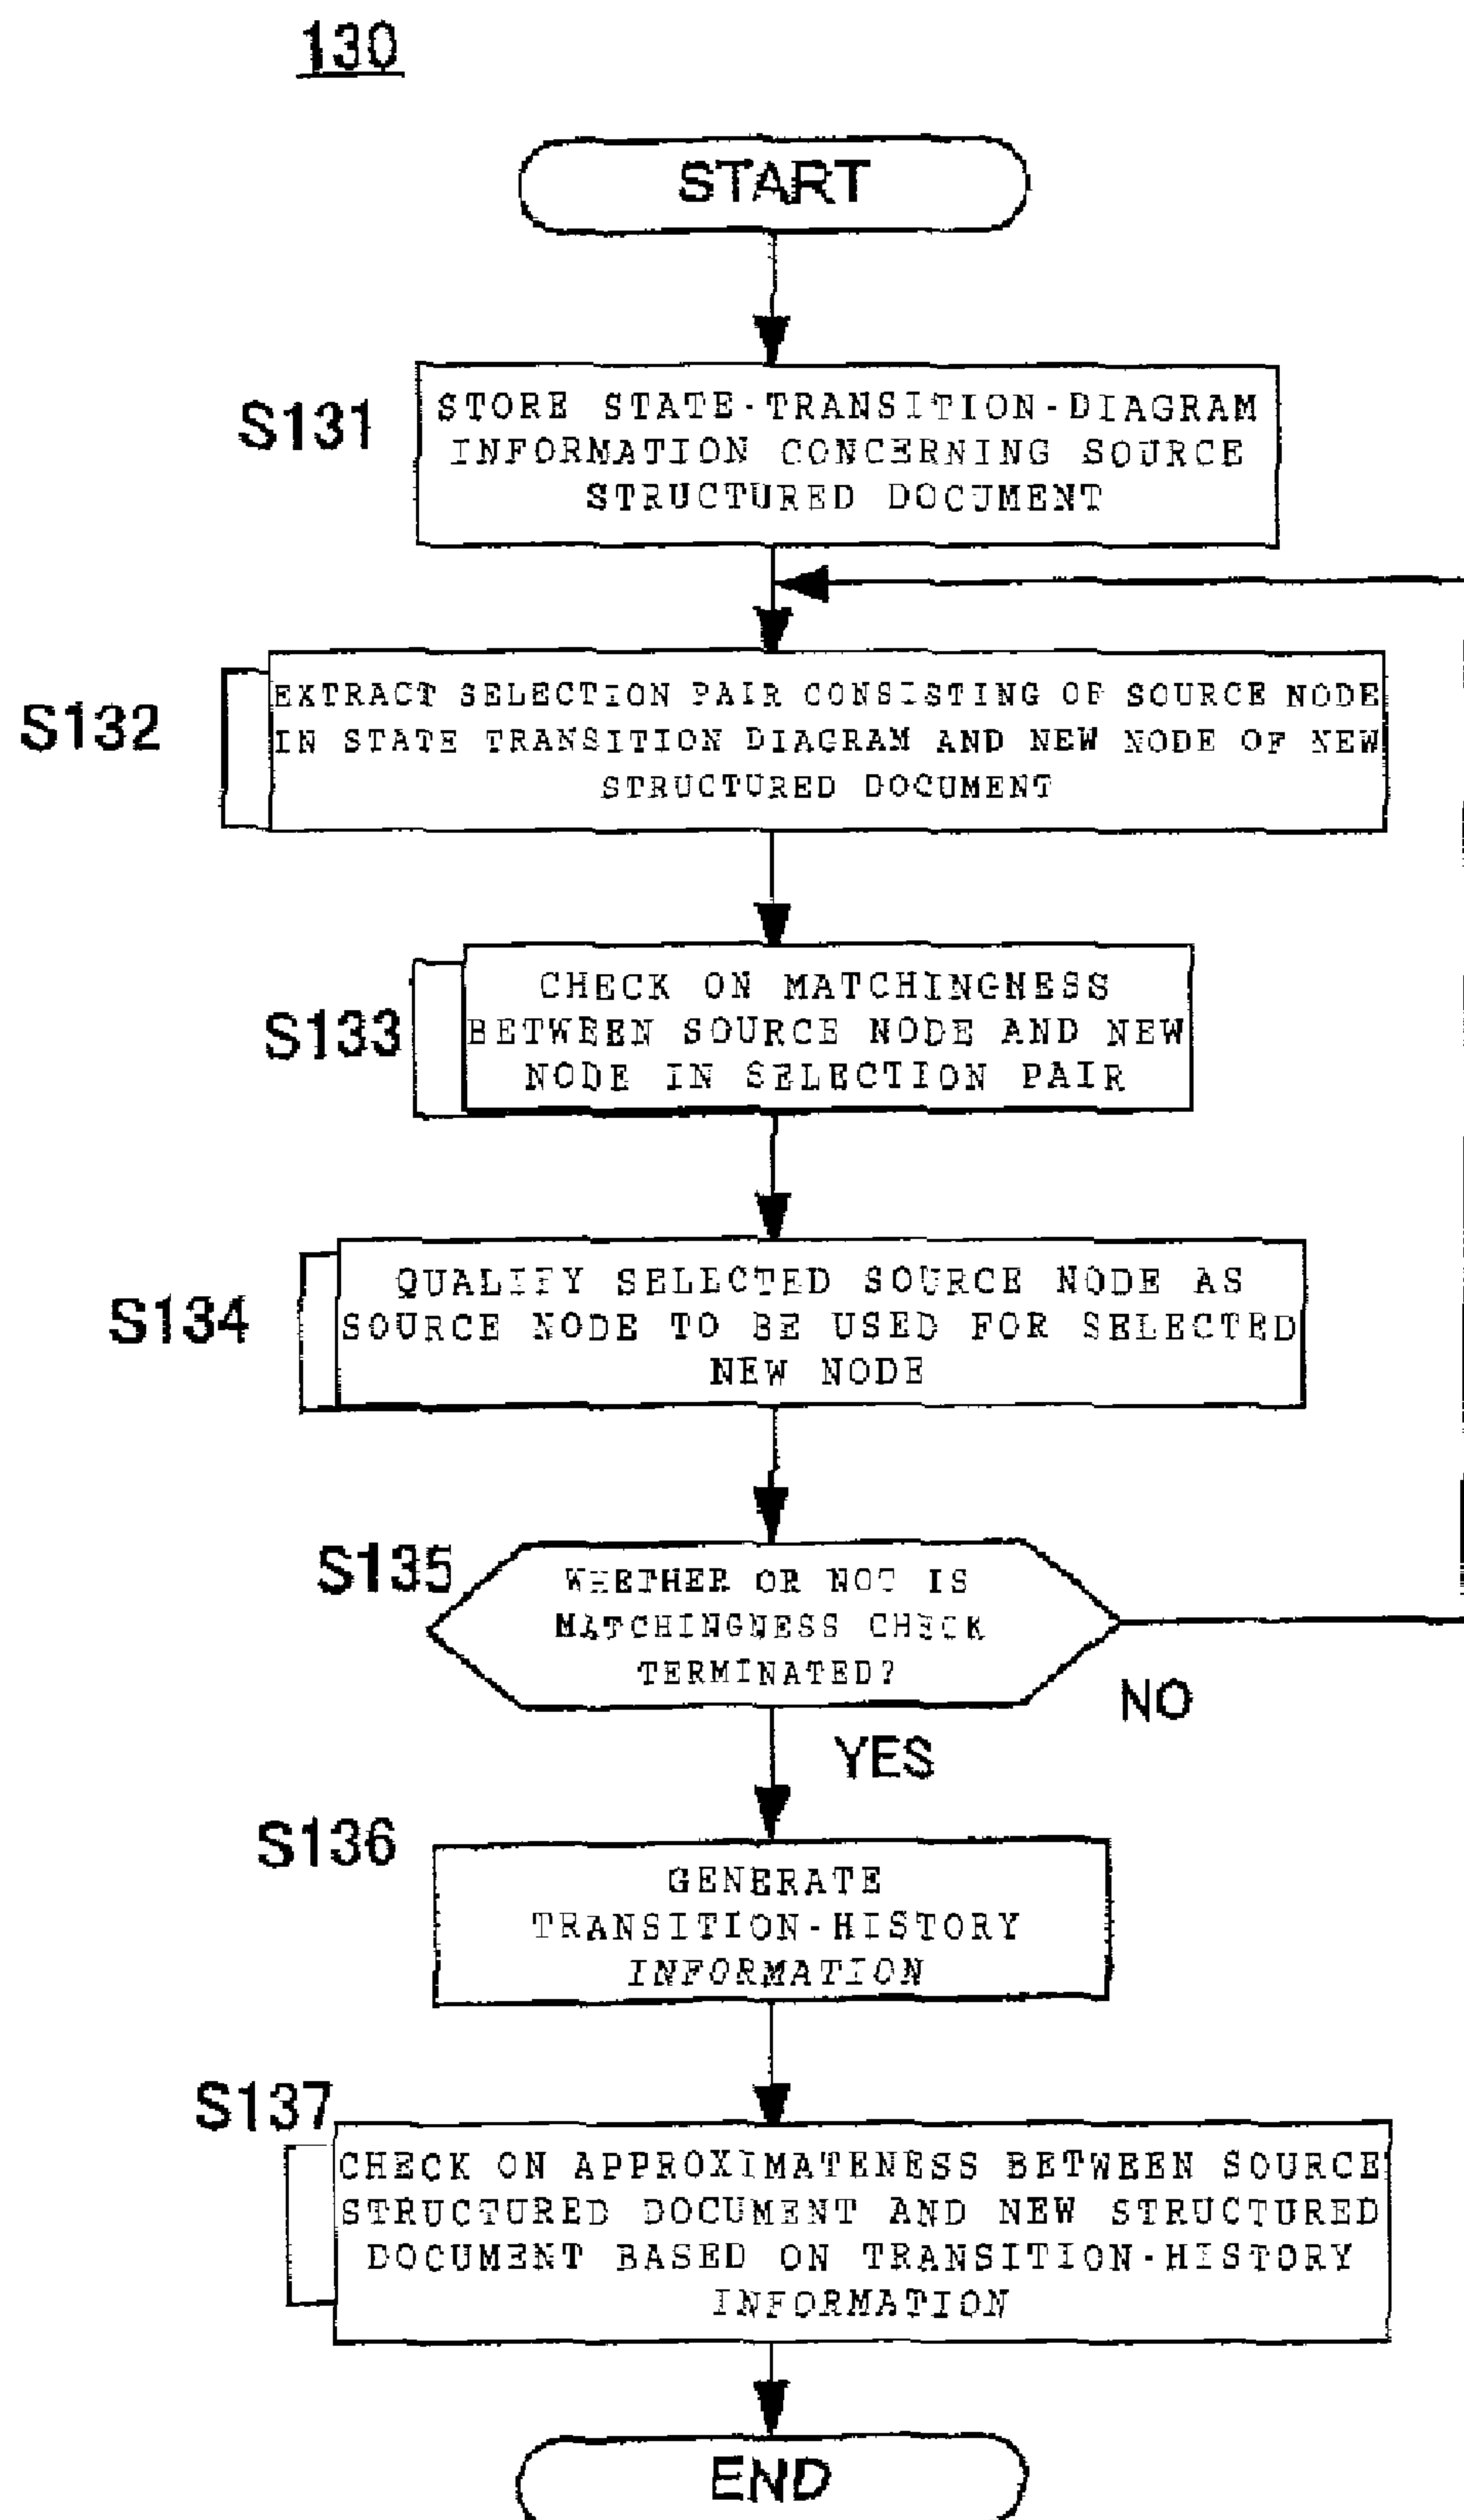 130
START
S131
STORE STATE-TRANSITION-DIAGRAM
INFORMATION CONCERNING SOURCE
STRUCTURED DOCUMENT
S132
EXTRACT SELECTION PAIR CONSISTING OF SOURCE NODE
IN STATE TRANSITION DIAGRAM AND NEW NODE OF NEW
STRUCTURED DOCUMENT
S133
CHECK ON MATCHINGNESS
BETWEEN SOURCE NODE AND NEW
NODE IN SELECTION PAIR
S134
QUALIFY SELECTED SOURCE NODE AS
SOURCE NODE TO BE USED FOR SELECTED
NEW NODE
S135
WHETHER OR NOT IS
MATCHINGNESS CHECK
TERMINATED?
NO
YES
S136
GENERATE
TRANSITION-HISTORY
INFORMATION
S137
CHECK ON APPROXIMATENESS BETWEEN SOURCE
STRUCTURED DOCUMENT AND NEW STRUCTURED
DOCUMENT BASED ON TRANSITION-HISTORY
INFORMATION
END